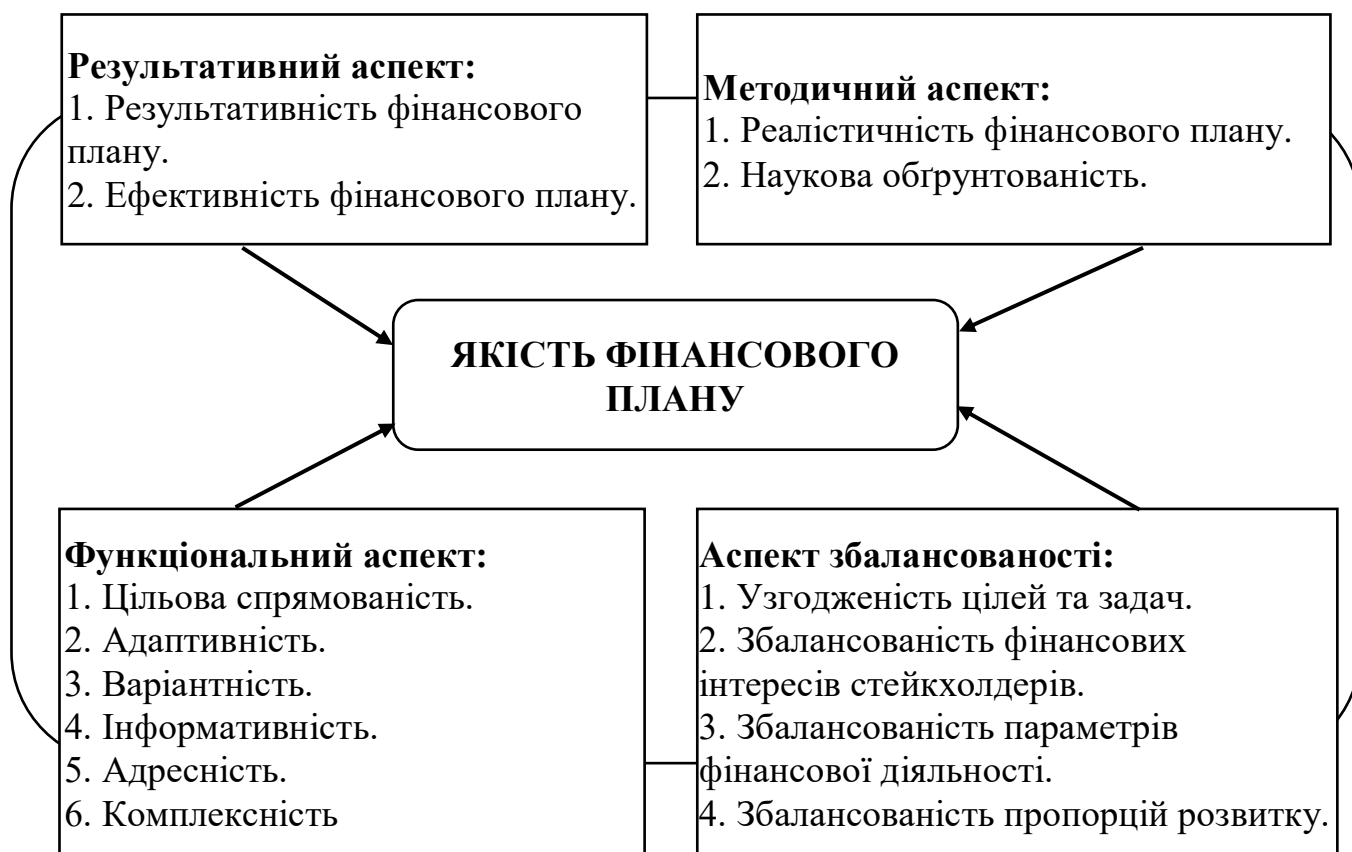 Результативний аспект:
1. Результативність фінансового
плану.
2. Ефективність фінансового плану.
Методичний аспект:
1. Реалістичність фінансового плану.
2. Наукова обґрунтованість.
ЯКІСТЬ ФІНАНСОВОГО
ПЛАНУ
Функціональний аспект:
1. Цільова спрямованість.
2. Адаптивність.
3. Варіантність.
4. Інформативність.
5. Адресність.
6. Комплексність
Аспект збалансованості:
1. Узгодженість цілей та задач.
2. Збалансованість фінансових
інтересів стейкхолдерів.
3. Збалансованість параметрів
фінансової діяльності.
4. Збалансованість пропорцій розвитку.